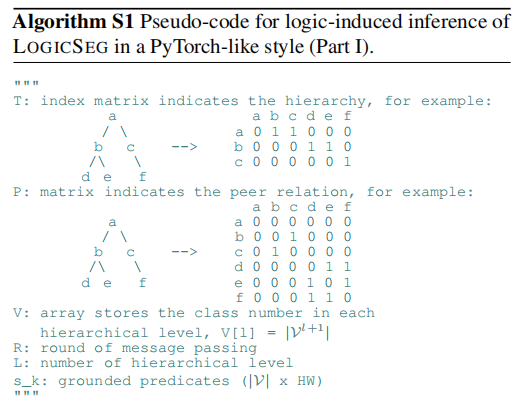 Algorithm S1 Pseudo-code for logic-induced inference of
LOGICSEG in a PyTorch-like style (Part I).
"""
T: index matrix indicates the hierarchy, for example:
a a b c d e f
/ \ a 0 1 1 0 0 0
b c --> b 0 0 0 1 1 0
/\ \ c 0 0 0 0 0 1
d e f
P: matrix indicates the peer relation, for example:
a b c d e f
a a 0 0 0 0 0 0
/ \ b 0 0 1 0 0 0
b c --> c 0 1 0 0 0 0
/\ \ d 0 0 0 0 1 1
d e f e 0 0 0 1 0 1
f 0 0 0 1 1 0
V: array stores the class number in each
hierarchical level, V[l] = |𝒱^{l+1}|
R: round of message passing
L: number of hierarchical level
s_k: grounded predicates (|𝒱| x HW)
"""